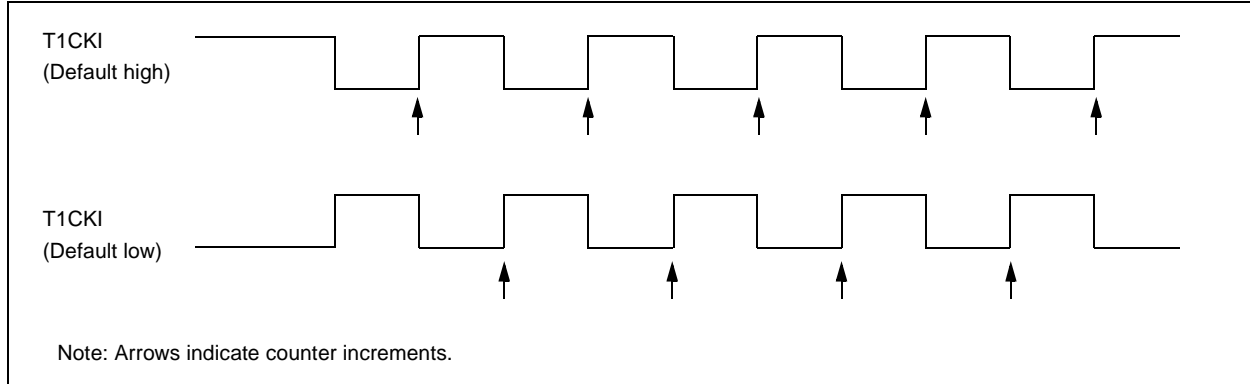 T1CKI
(Default high)
T1CKI
(Default low)
Note: Arrows indicate counter increments.